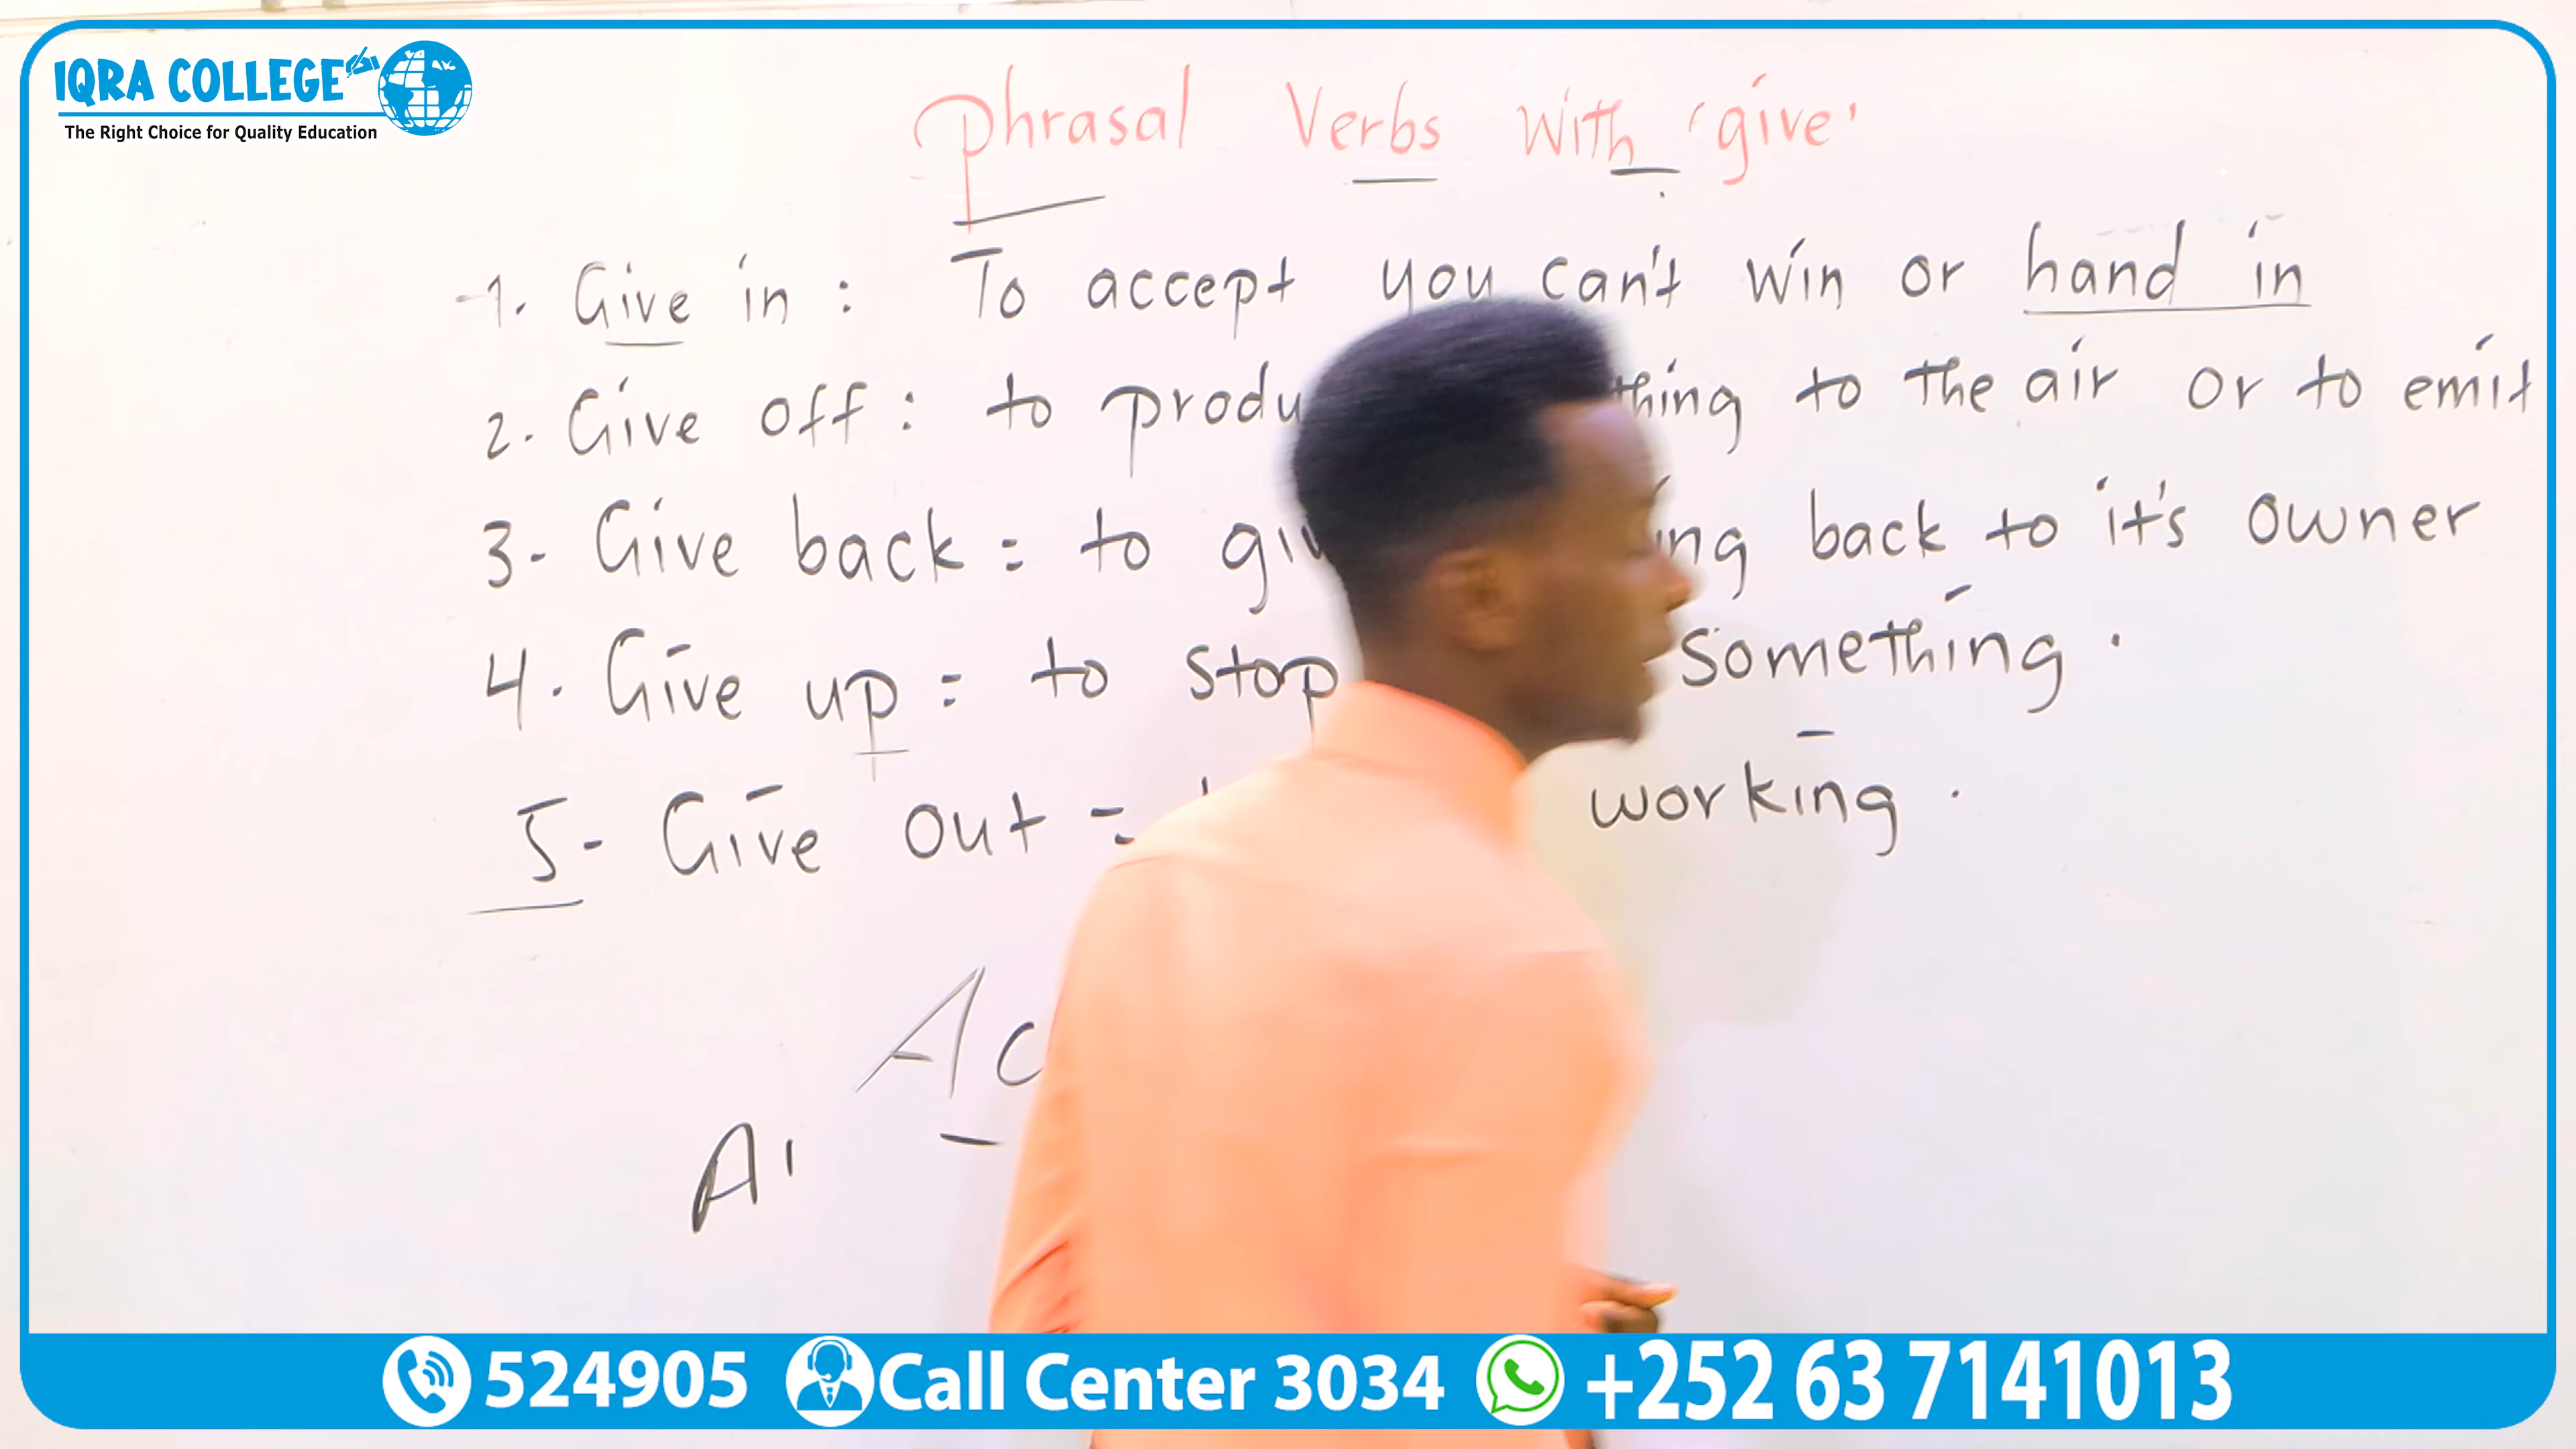 IQRA COLLEGE
The Right Choice for Quality Education
Phrasal Verbs With 'give'
1. Give in : To accept you can't win or hand in
2. Give off : to produ thing to the air or to emit
3- Give back = to giv ng back to it's owner
4. Give up = to stop something .
5- Give out = working .
Ac
A
524905 Call Center 3034 +252 63 7141013